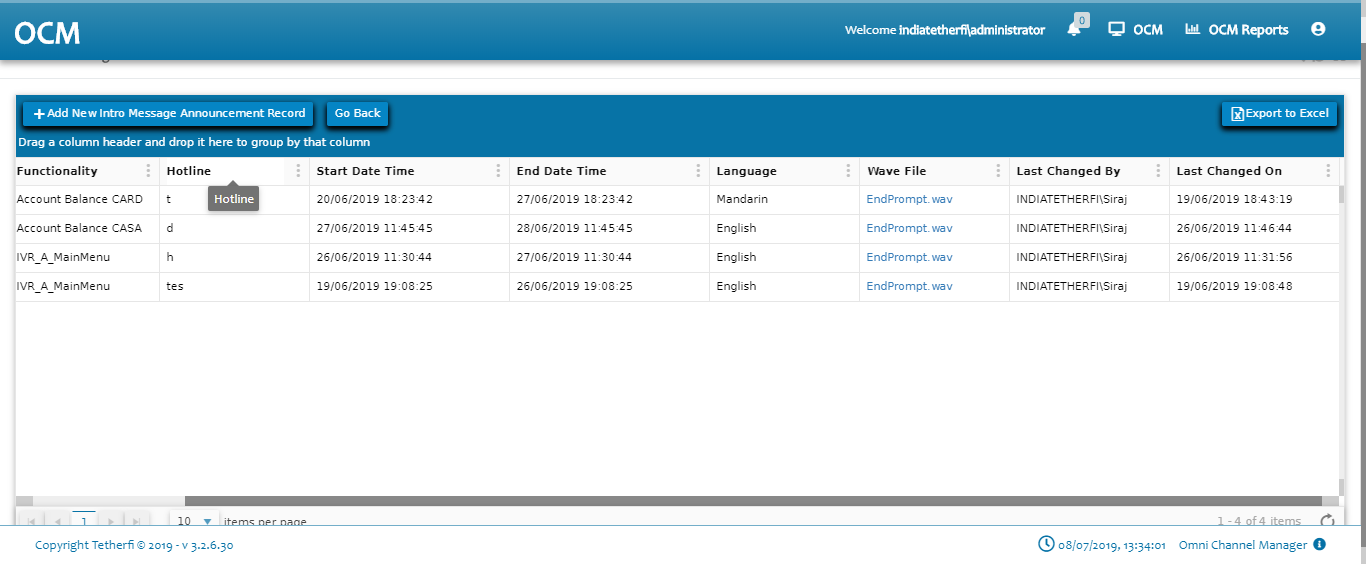 OCM
Welcome indiatetherfi\administrator
0
OCM
OCM Reports
Add New Intro Message Announcement Record
Go Back
Export to Excel
Drag a column header and drop it here to group by that column
Functionality Hotline Start Date Time End Date Time Language Wave File Last Changed By Last Changed On
Hotline
Account Balance CARD t 20/06/2019 18:23:42 27/06/2019 18:23:42 Mandarin EndPrompt.wav INDIATETHERFI\Siraj 19/06/2019 18:43:19
Account Balance CASA d 27/06/2019 11:45:45 28/06/2019 11:45:45 English EndPrompt.wav INDIATETHERFI\Siraj 26/06/2019 11:46:44
IVR_A_MainMenu h 26/06/2019 11:30:44 27/06/2019 11:30:44 English EndPrompt.wav INDIATETHERFI\Siraj 26/06/2019 11:31:56
IVR_A_MainMenu tes 19/06/2019 19:08:25 26/06/2019 19:08:25 English EndPrompt.wav INDIATETHERFI\Siraj 19/06/2019 19:08:48
1 10 items per page 1 - 4 of 4 items
Copyright Tetherfi © 2019 - v 3.2.6.30
08/07/2019, 13:34:01 Omni Channel Manager